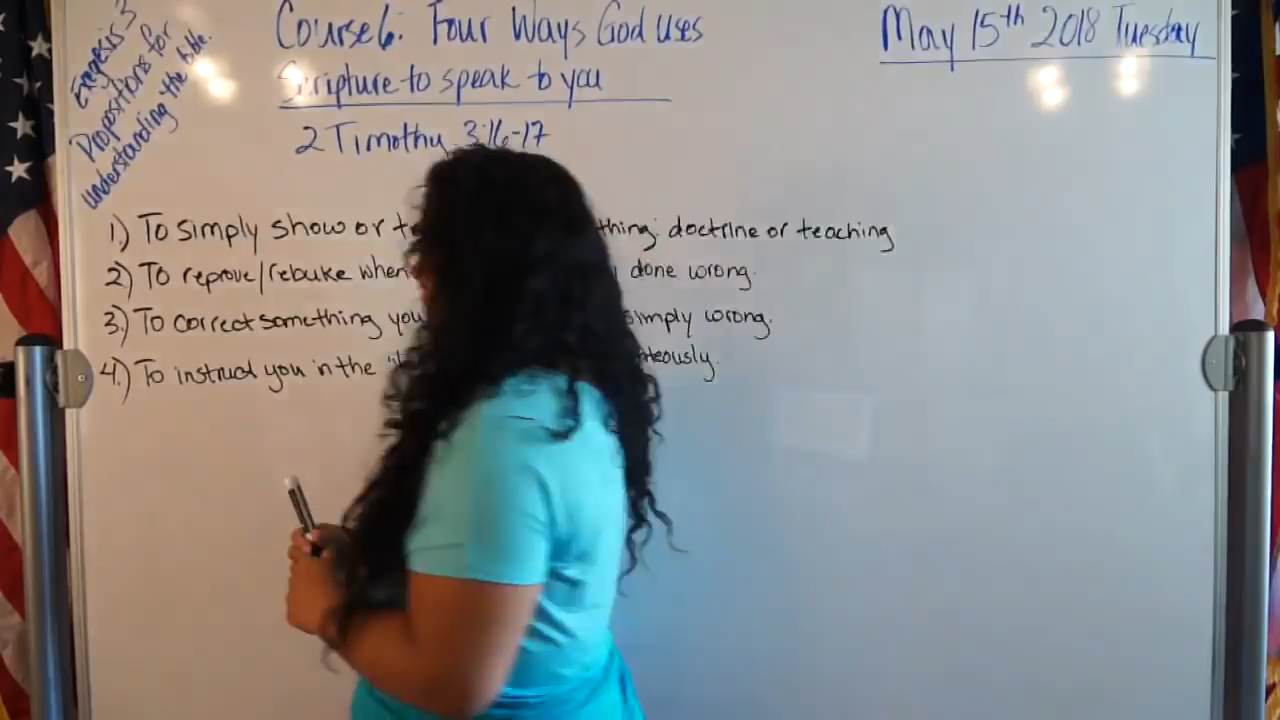 Exegesis 3
Propositions for
understanding the bible.
Course 6: Four Ways God uses
Scripture to speak to you
2 Timothy 3:16-17
May 15th 2018 Tuesday
1.) To simply show or thing: doctrine or teaching
2.) To reprove/rebuke when done wrong.
3.) To correct something you simply wrong.
4.) To instruct you in the